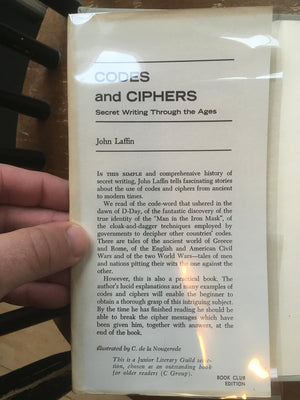 CODES
and CIPHERS
Secret Writing Through the Ages
John Laffin
IN THIS SIMPLE and comprehensive history of
secret writing, John Laffin tells fascinating stories
about the use of codes and ciphers from ancient
to modern times.
We read of the code-word that ushered in the
dawn of D-Day, of the fantastic discovery of the
true identity of the "Man in the Iron Mask", of
the cloak-and-dagger techniques employed by
governments to decipher other countries' codes.
There are tales of the ancient world of Greece
and Rome, of the English and American Civil
Wars and of the two World Wars—tales of men
and nations pitting their wits the one against the
other.
However, this is also a practical book. The
author's lucid explanations and many examples of
codes and ciphers will enable the beginner to
obtain a thorough grasp of this intriguing subject.
By the time he has finished reading he should be
able to break the cipher messages which have
been given him, together with answers, at the
end of the book.
Illustrated by C. de la Nougerede
This is a Junior Literary Guild selec-
tion, chosen as an outstanding book
for older readers (C Group).
BOOK CLUB
EDITION